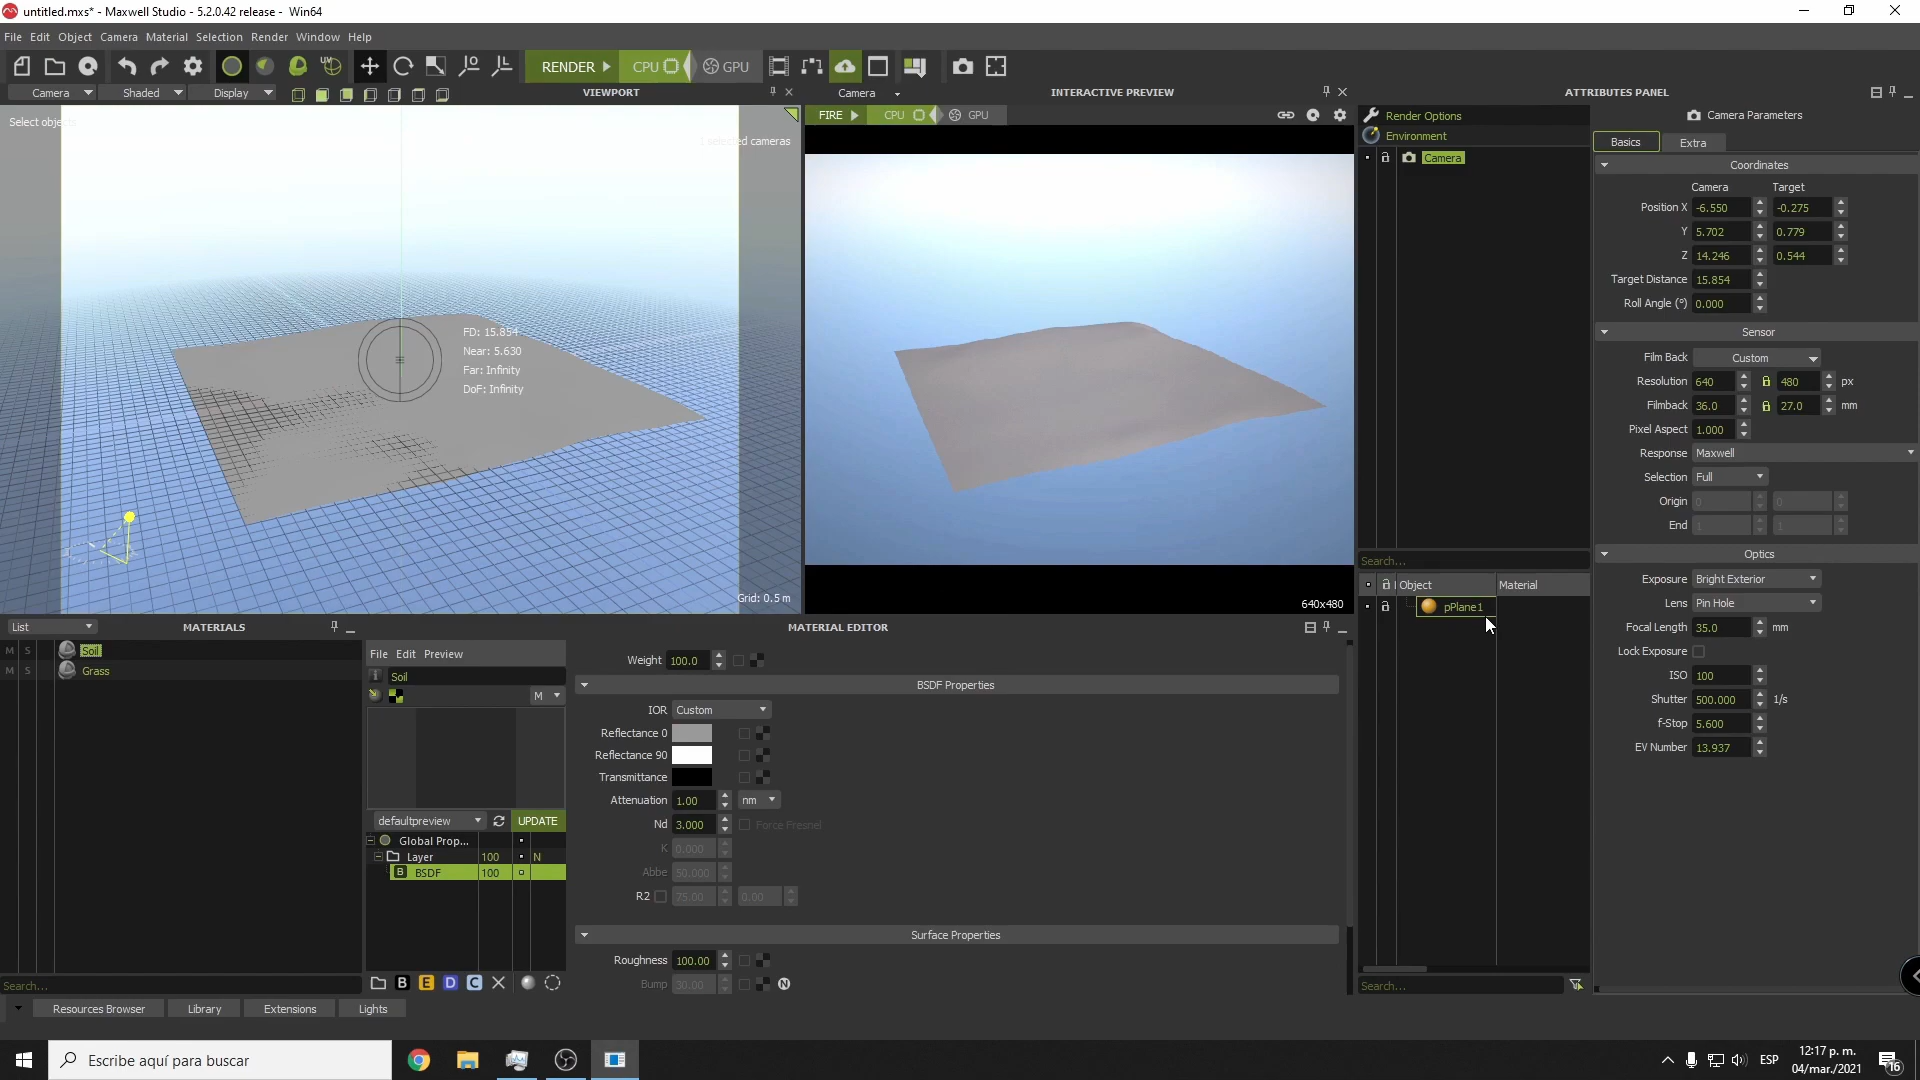 untitled.mxs* - Maxwell Studio - 5.2.0.42 release - Win64
File Edit Object Camera Material Selection Render Window Help
UV
RENDER CPU GPU
Camera Shaded Display VIEWPORT
Select obje
1 selected cameras
FD: 15.854
Near: 5.630
Far: Infinity
DoF: Infinity
Grid: 0.5 m
Camera INTERACTIVE PREVIEW
FIRE CPU GPU
640x480
ATTRIBUTES PANEL
Render Options
Environment
Camera
Search...
Object Material
pPlane1
Search...
Camera Parameters
Basics Extra
Coordinates
Camera Target
Position X -6.550 -0.275
Y 5.702 0.779
Z 14.246 0.544
Target Distance 15.854
Roll Angle (º) 0.000
Sensor
Film Back Custom
Resolution 640 480 px
Filmback 36.0 27.0 mm
Pixel Aspect 1.000
Response Maxwell
Selection Full
Origin 0 0
End 1 1
Optics
Exposure Bright Exterior
Lens Pin Hole
Focal Length 35.0 mm
Lock Exposure
ISO 100
Shutter 500.000 1/s
f-Stop 5.600
EV Number 13.937
List MATERIALS
M S Soil
M S Grass
Search...
MATERIAL EDITOR
File Edit Preview
Soil
M
defaultpreview UPDATE
Global Prop...
Layer 100 N
B BSDF 100
B E D C
Weight 100.0
BSDF Properties
IOR Custom
Reflectance 0
Reflectance 90
Transmittance
Attenuation 1.00 nm
Nd 3.000 Force Fresnel
K 0.000
Abbe 50.000
R2 75.00 0.00
Surface Properties
Roughness 100.00
Bump 30.00 N
Resources Browser Library Extensions Lights
Escribe aquí para buscar
ESP
12:17 p. m.
04/mar./2021
16